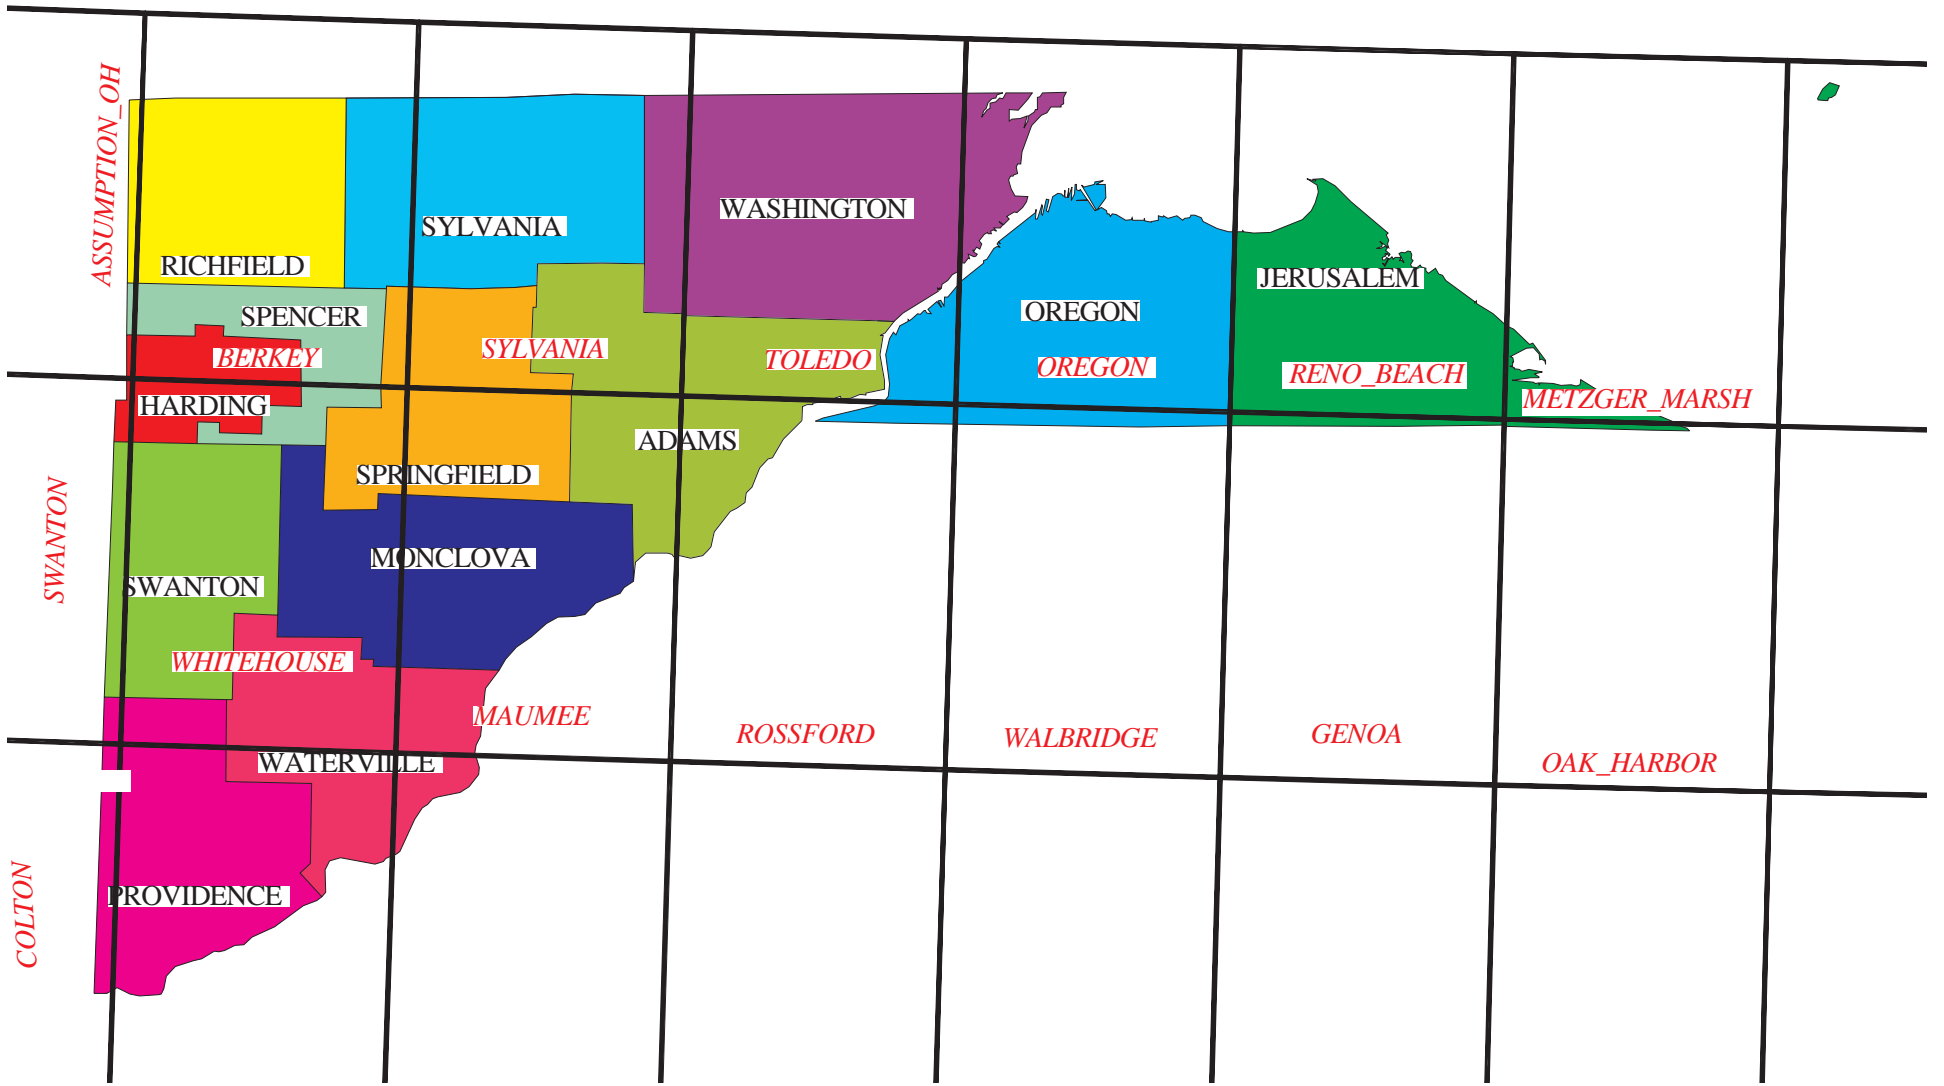 ASSUMPTION_OH
WASHINGTON
SYLVANIA
RICHFIELD
JERUSALEM
OREGON
SPENCER
SYLVANIA
BERKEY
TOLEDO
OREGON
RENO_BEACH
METZGER_MARSH
HARDING
ADAMS
SPRINGFIELD
SWANTON
MONCLOVA
SWANTON
WHITEHOUSE
MAUMEE
ROSSFORD
WALBRIDGE
GENOA
OAK_HARBOR
WATERVILLE
PROVIDENCE
COLTON